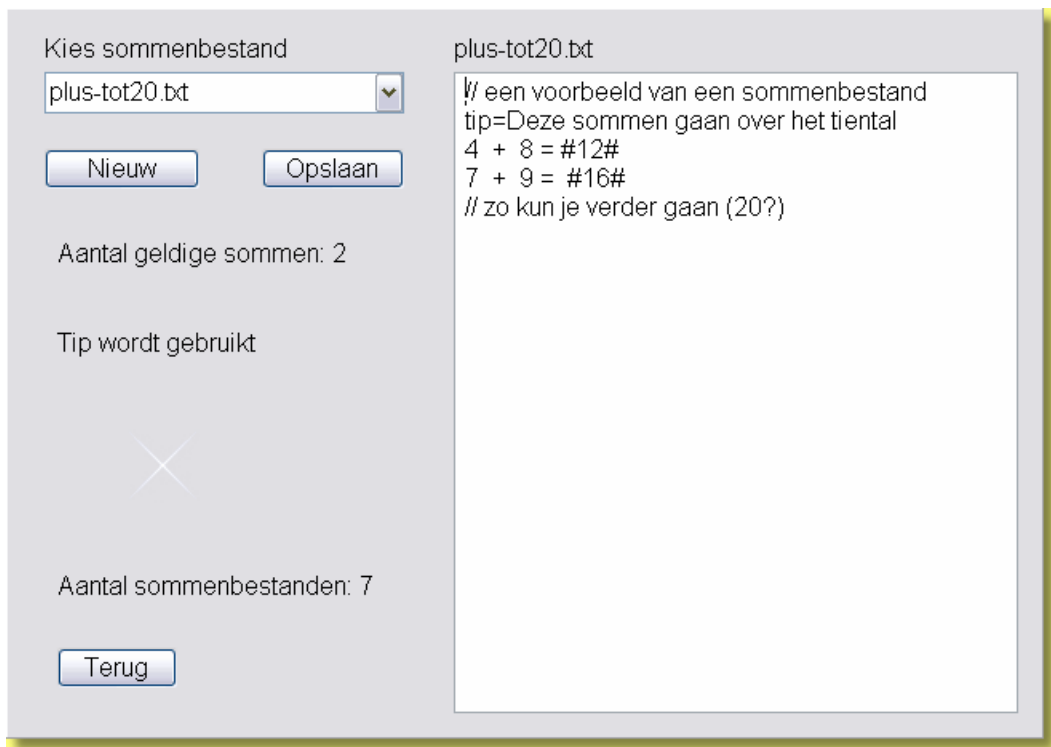 Kies sommenbestand
plus-tot20.txt
Nieuw
Opslaan
Aantal geldige sommen: 2
Tip wordt gebruikt
Aantal sommenbestanden: 7
Terug
plus-tot20.txt
// een voorbeeld van een sommenbestand
tip=Deze sommen gaan over het tiental
4 + 8 = #12#
7 + 9 = #16#
// zo kun je verder gaan (20?)